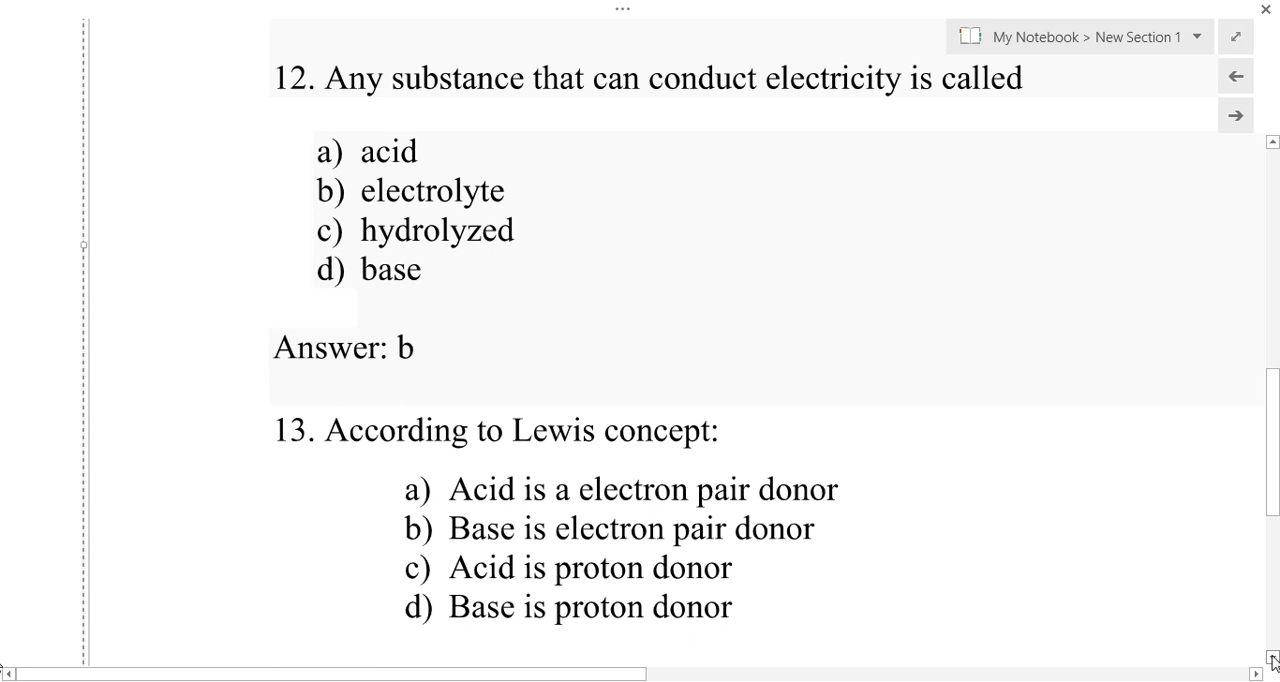 My Notebook > New Section 1
12. Any substance that can conduct electricity is called
a) acid
b) electrolyte
c) hydrolyzed
d) base
Answer: b
13. According to Lewis concept:
a) Acid is a electron pair donor
b) Base is electron pair donor
c) Acid is proton donor
d) Base is proton donor